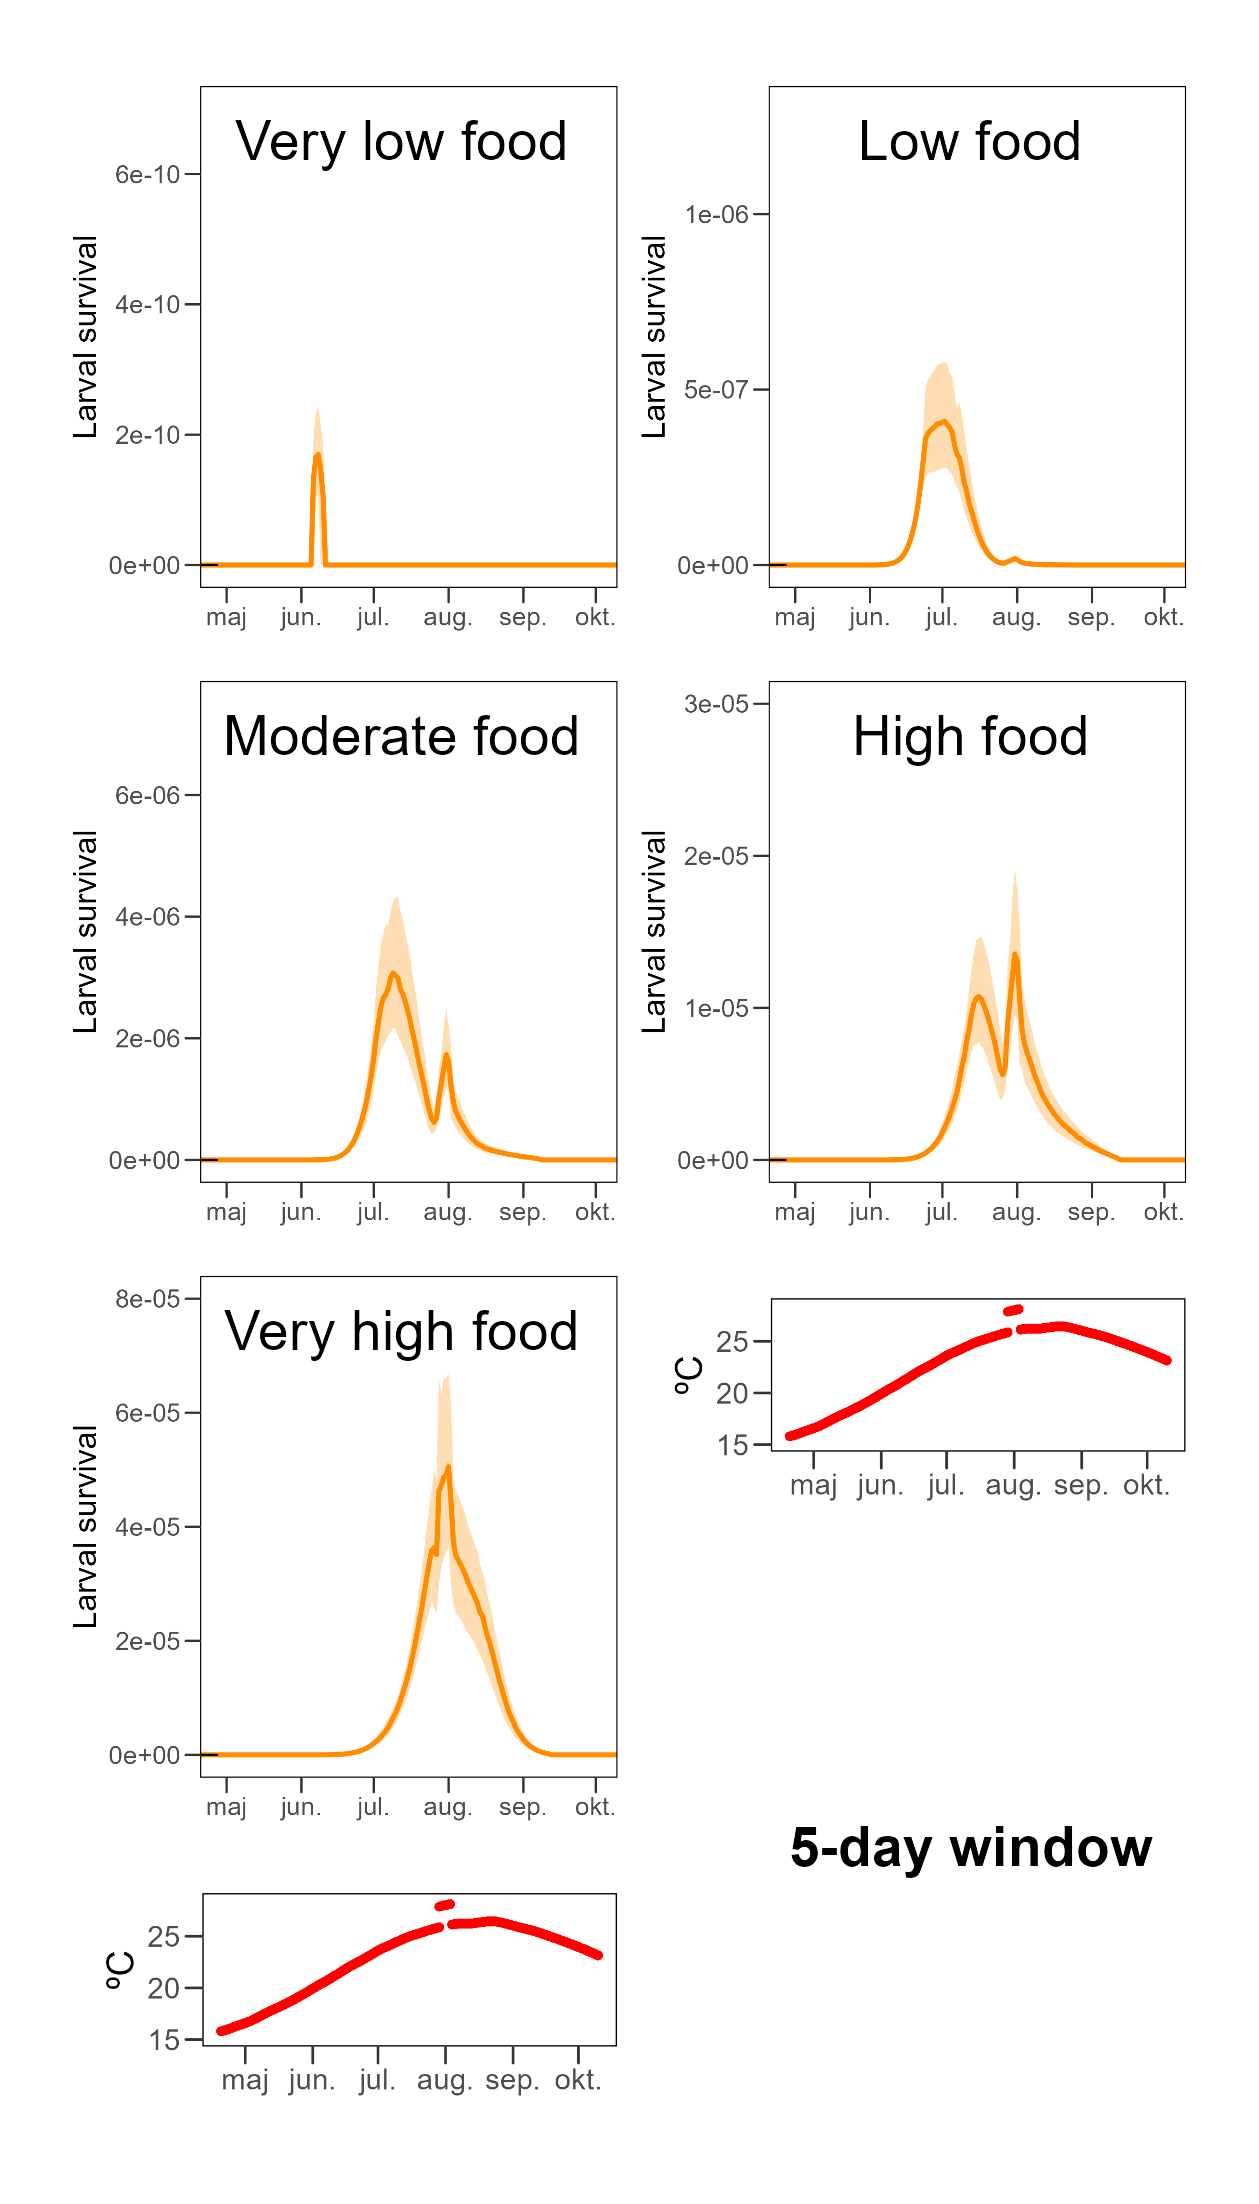 Very low food
Larval survival
6e-10
4e-10
2e-10
0e+00
maj jun. jul. aug. sep. okt.
Low food
Larval survival
1e-06
5e-07
0e+00
maj jun. jul. aug. sep. okt.
Moderate food
Larval survival
6e-06
4e-06
2e-06
0e+00
maj jun. jul. aug. sep. okt.
High food
Larval survival
3e-05
2e-05
1e-05
0e+00
maj jun. jul. aug. sep. okt.
Very high food
Larval survival
8e-05
6e-05
4e-05
2e-05
0e+00
maj jun. jul. aug. sep. okt.
ºC
25
20
15
maj jun. jul. aug. sep. okt.
5-day window
ºC
25
20
15
maj jun. jul. aug. sep. okt.